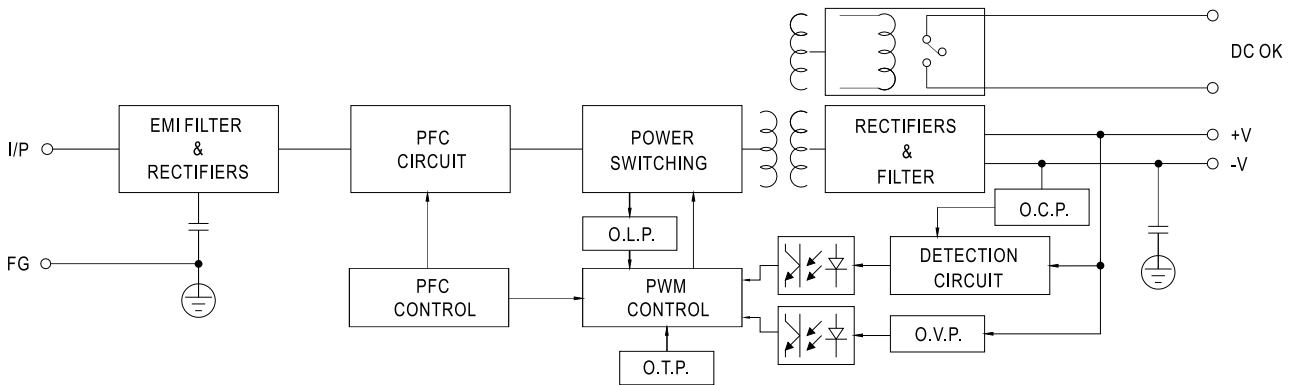 DC OK
I/P
EMI FILTER
&
RECTIFIERS
PFC
CIRCUIT
POWER
SWITCHING
RECTIFIERS
&
FILTER
+V
-V
O.C.P.
O.L.P.
FG
DETECTION
CIRCUIT
PFC
CONTROL
PWM
CONTROL
O.V.P.
O.T.P.